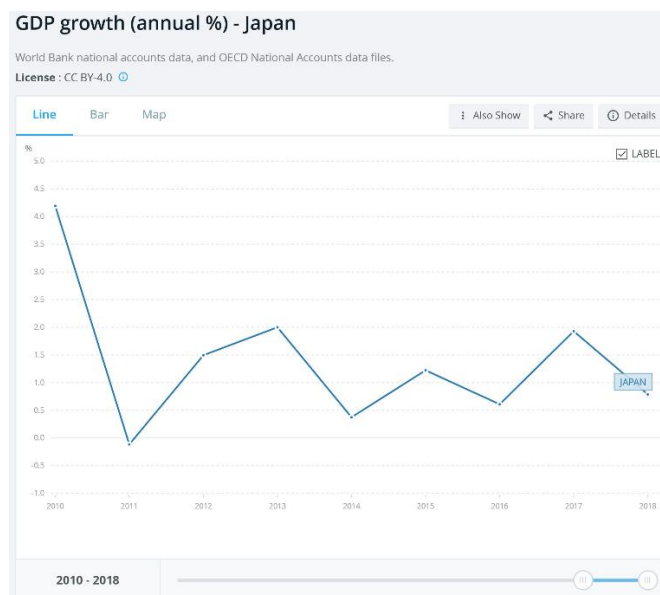 GDP growth (annual %) - Japan
World Bank national accounts data, and OECD National Accounts data files.
License : CC BY-4.0
Line Bar Map Also Show Share Details
%
LABEL
5.0
4.5
4.0
3.5
3.0
2.5
2.0
1.5
1.0
JAPAN
0.5
0.0
-0.5
-1.0
2010 2011 2012 2013 2014 2015 2016 2017 2018
2010 - 2018